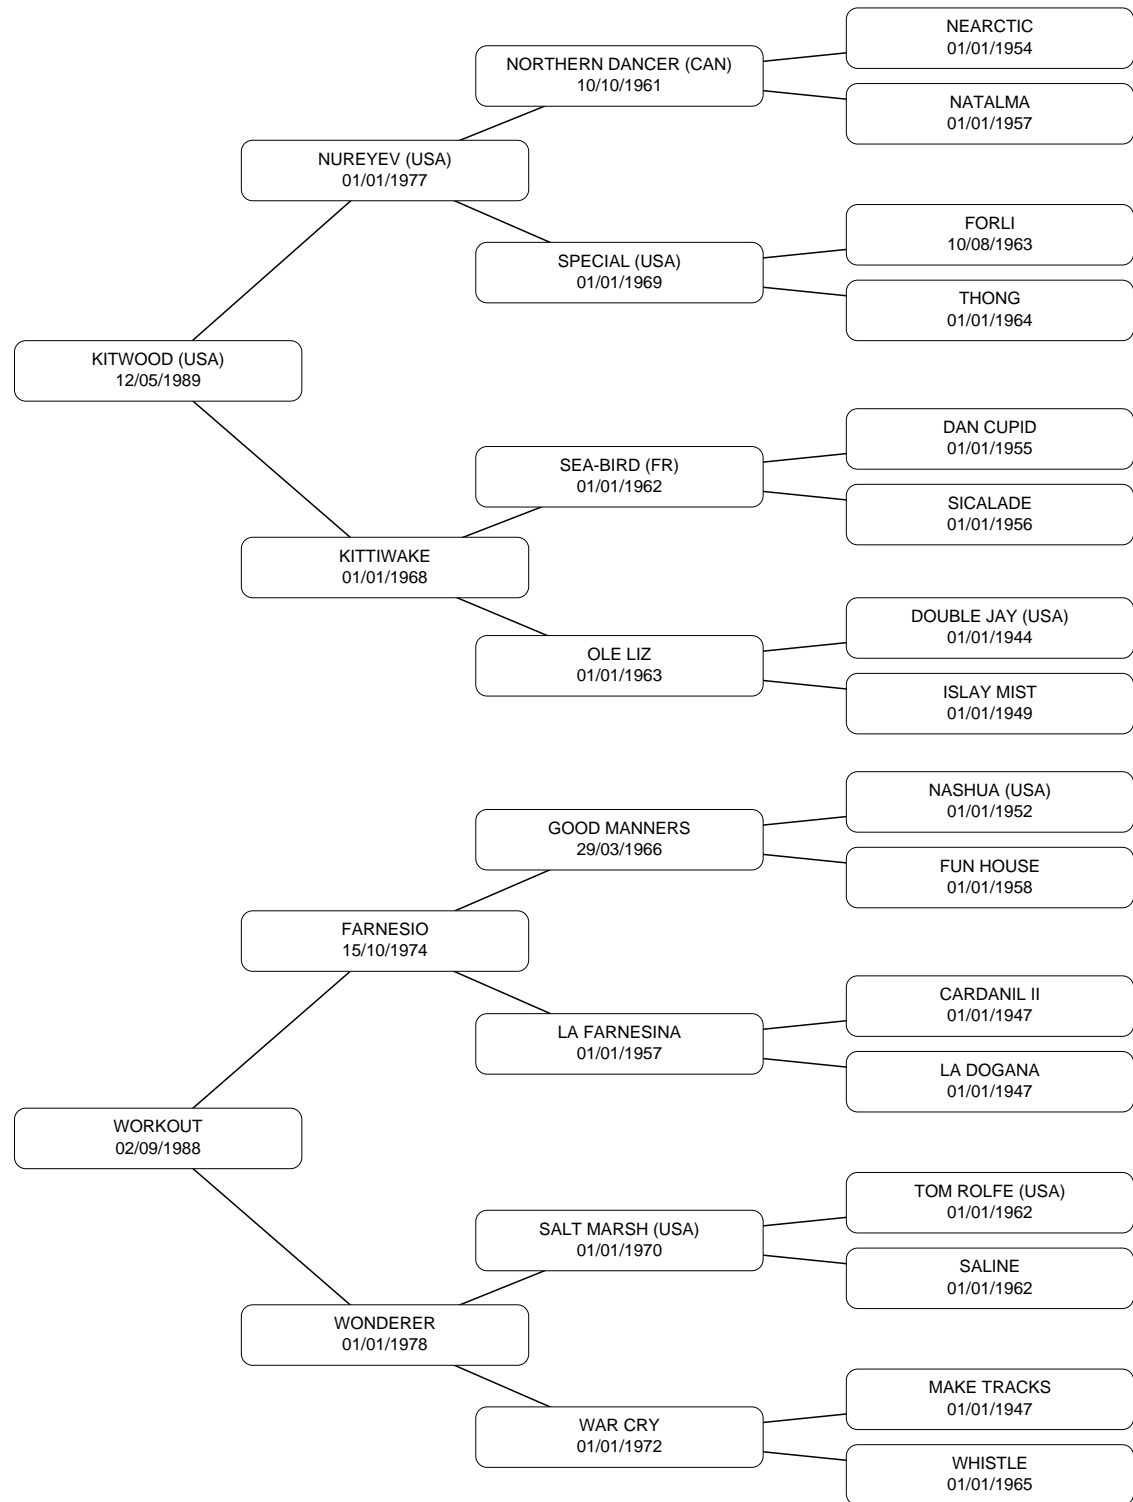 NEARCTIC
01/01/1954
NORTHERN DANCER (CAN)
10/10/1961
NATALMA
01/01/1957
NUREYEV (USA)
01/01/1977
FORLI
10/08/1963
SPECIAL (USA)
01/01/1969
THONG
01/01/1964
KITWOOD (USA)
12/05/1989
DAN CUPID
01/01/1955
SEA-BIRD (FR)
01/01/1962
SICALADE
01/01/1956
KITTIWAKE
01/01/1968
DOUBLE JAY (USA)
01/01/1944
OLE LIZ
01/01/1963
ISLAY MIST
01/01/1949
NASHUA (USA)
01/01/1952
GOOD MANNERS
29/03/1966
FUN HOUSE
01/01/1958
FARNESIO
15/10/1974
CARDANIL II
01/01/1947
LA FARNESINA
01/01/1957
LA DOGANA
01/01/1947
WORKOUT
02/09/1988
TOM ROLFE (USA)
01/01/1962
SALT MARSH (USA)
01/01/1970
SALINE
01/01/1962
WONDERER
01/01/1978
MAKE TRACKS
01/01/1947
WAR CRY
01/01/1972
WHISTLE
01/01/1965